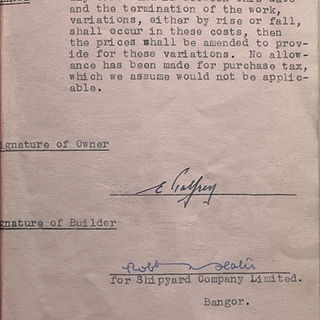 and the termination of the work,
variations, either by rise or fall,
shall occur in these costs, then
the prices shall be amended to prov-
ide for these variations. No allow-
ance has been made for purchase tax,
which we assume would not be applic-
able.
ignature of Owner
E Godfrey
gnature of Builder
for Shipyard Company Limited.
Bangor.